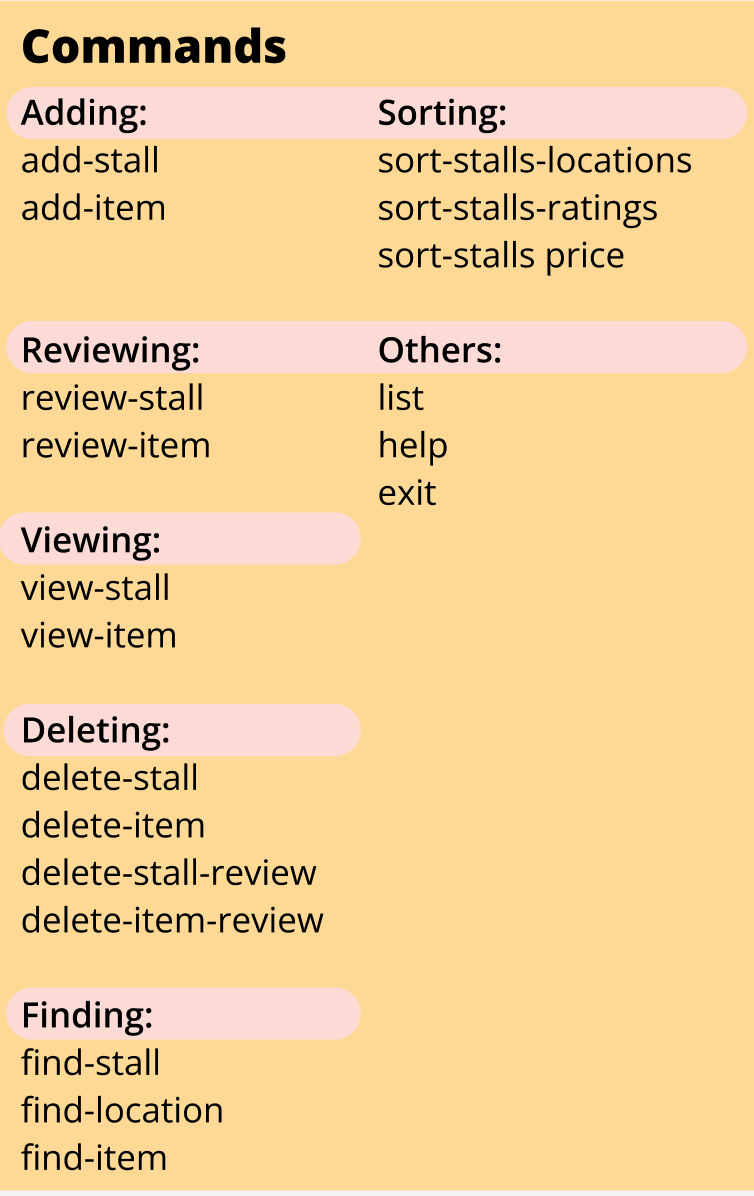 Commands
Adding:
add-stall
add-item
Sorting:
sort-stalls-locations
sort-stalls-ratings
sort-stalls price
Reviewing:
review-stall
review-item
Others:
list
help
exit
Viewing:
view-stall
view-item
Deleting:
delete-stall
delete-item
delete-stall-review
delete-item-review
Finding:
find-stall
find-location
find-item